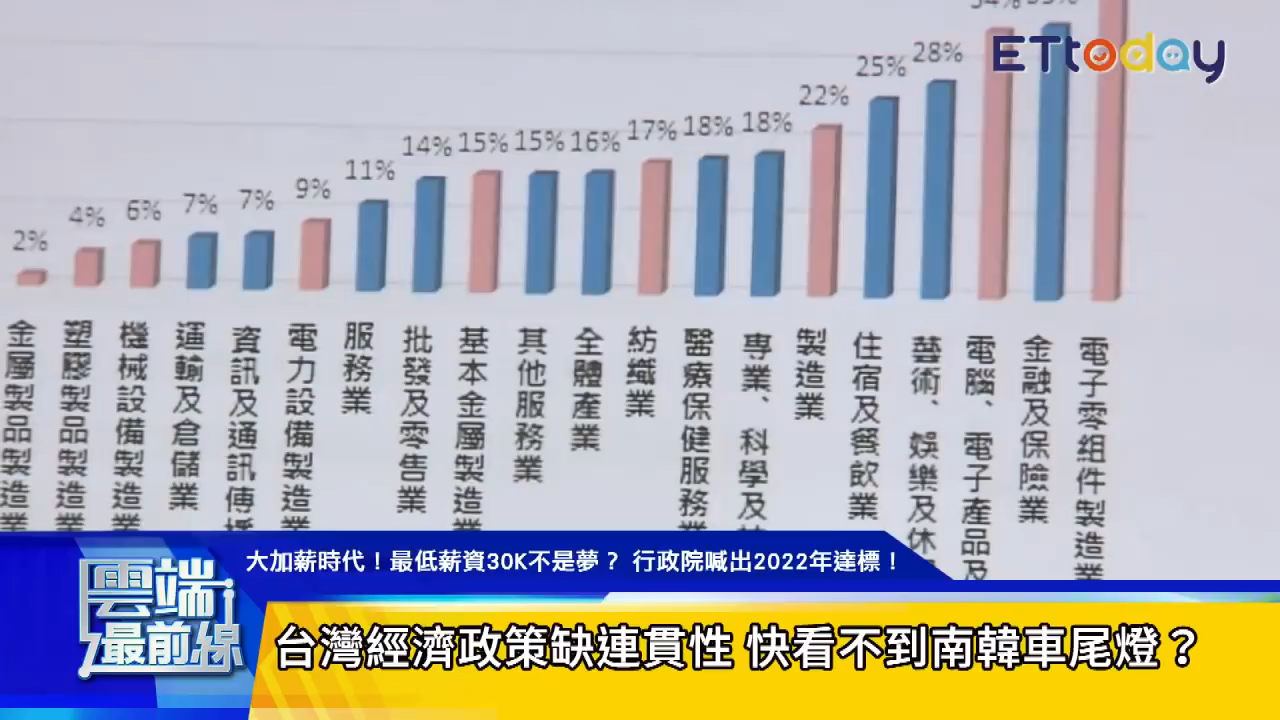 ETtoday
2% 4% 6% 7% 7% 9% 11% 14% 15% 15% 16% 17% 18% 18% 22% 25% 28%
金屬製品製造業
塑膠製品製造業
機械設備製造業
運輸及倉儲業
資訊及通訊傳
電力設備製造業
服務業
批發及零售業
基本金屬製造業
其他服務業
全體產業
紡織業
醫療保健服務業
專業、科學及
製造業
住宿及餐飲業
藝術、娛樂及休
電腦、電子產品及
金融及保險業
電子零組件製造業
大加薪時代！最低薪資30K不是夢？ 行政院喊出2022年達標！
雲端最前線
台灣經濟政策缺連貫性 快看不到南韓車尾燈？